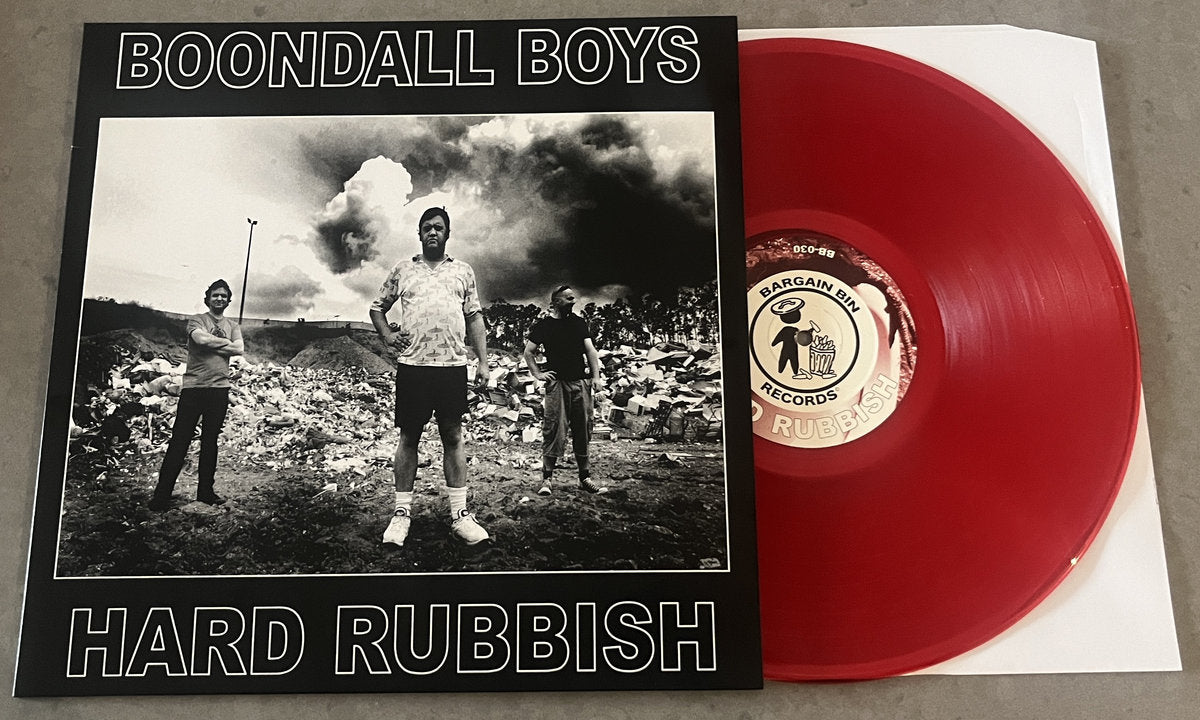 BOONDALL BOYS
HARD RUBBISH
BB-030
BARGAIN BIN
RECORDS
D RUBBISH